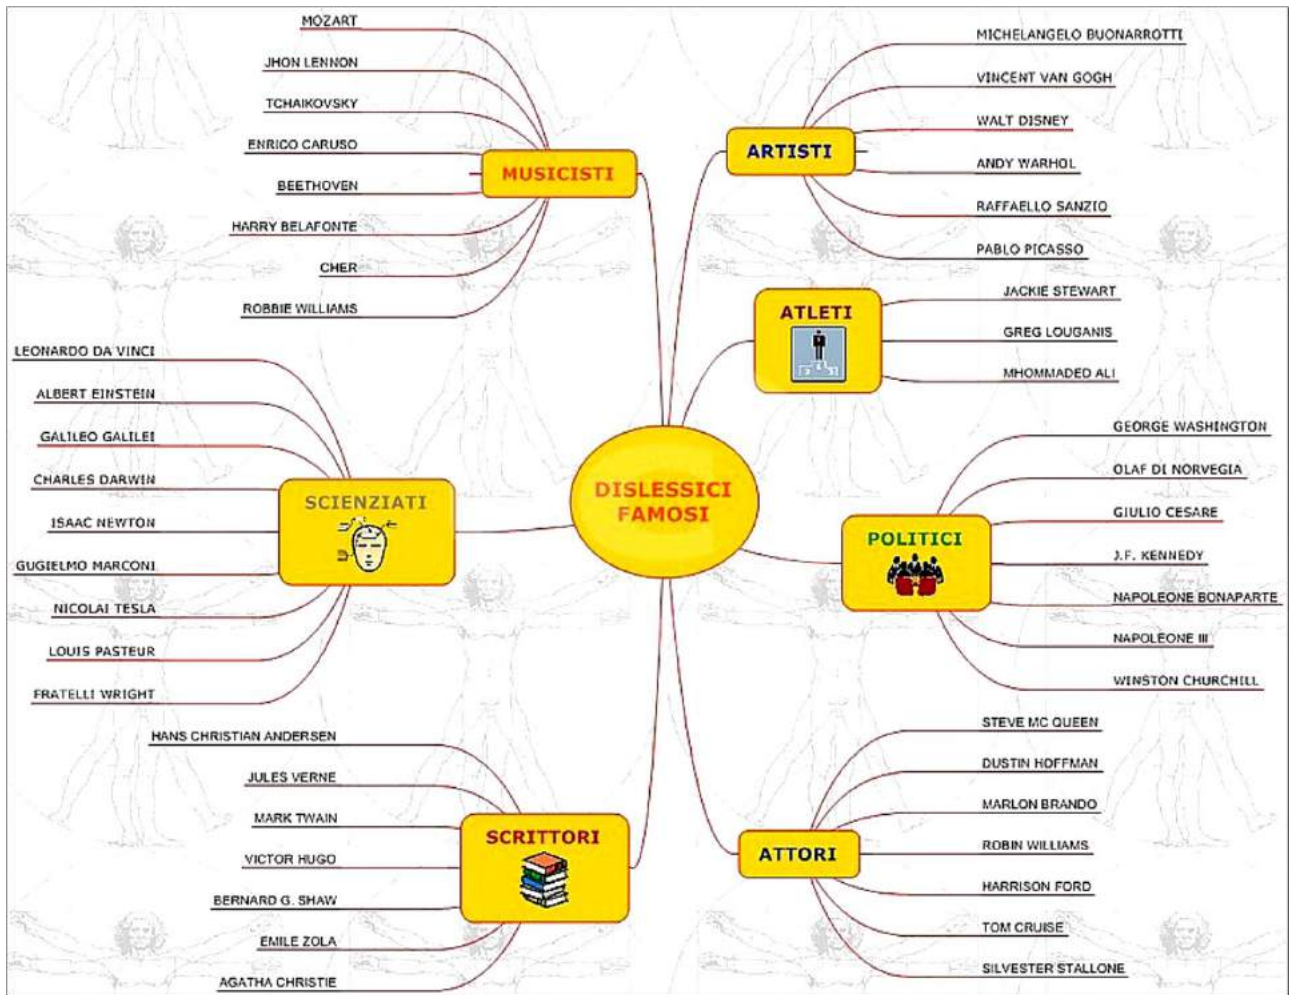 DISLESSICI
FAMOSI
MUSICISTI
MOZART
JHON LENNON
TCHAIKOVSKY
ENRICO CARUSO
BEETHOVEN
HARRY BELAFONTE
CHER
ROBBIE WILLIAMS
SCIENZIATI
LEONARDO DA VINCI
ALBERT EINSTEIN
GALILEO GALILEI
CHARLES DARWIN
ISAAC NEWTON
GUGIELMO MARCONI
NICOLAI TESLA
LOUIS PASTEUR
FRATELLI WRIGHT
SCRITTORI
HANS CHRISTIAN ANDERSEN
JULES VERNE
MARK TWAIN
VICTOR HUGO
BERNARD G. SHAW
EMILE ZOLA
AGATHA CHRISTIE
ARTISTI
MICHELANGELO BUONARROTTI
VINCENT VAN GOGH
WALT DISNEY
ANDY WARHOL
RAFFAELLO SANZIO
PABLO PICASSO
ATLETI
JACKIE STEWART
GREG LOUGANIS
MHOMMADED ALI
POLITICI
GEORGE WASHINGTON
OLAF DI NORVEGIA
GIULIO CESARE
J.F. KENNEDY
NAPOLEONE BONAPARTE
NAPOLEONE III
WINSTON CHURCHILL
ATTORI
STEVE MC QUEEN
DUSTIN HOFFMAN
MARLON BRANDO
ROBIN WILLIAMS
HARRISON FORD
TOM CRUISE
SILVESTER STALLONE